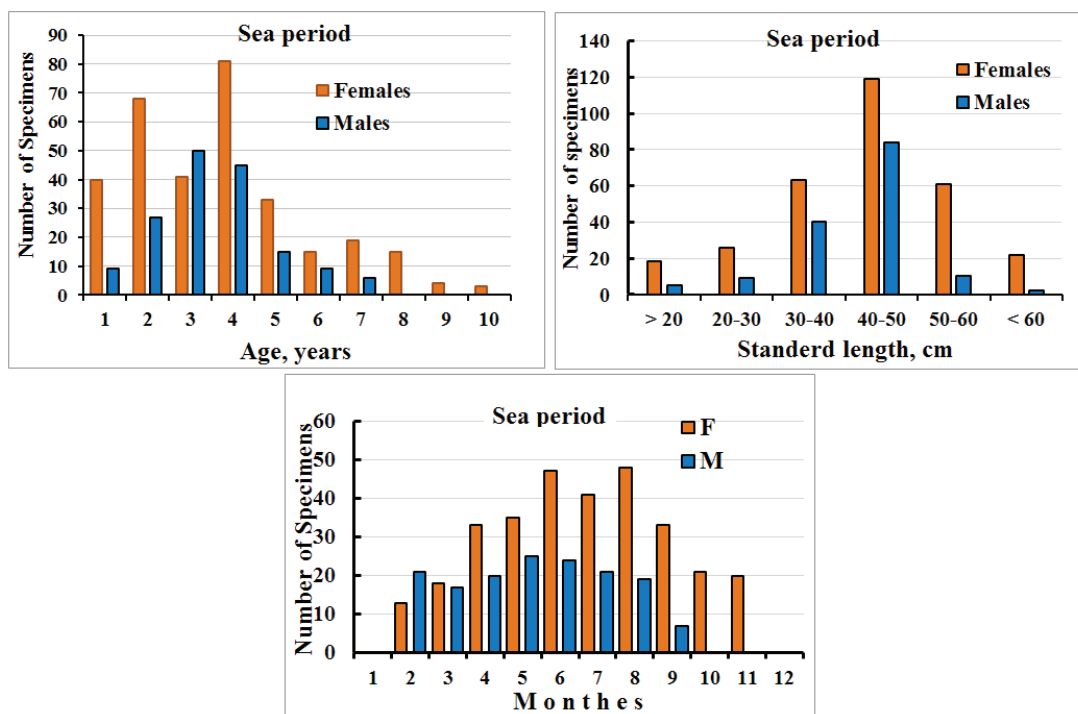 Sea period
Females
Males
Number of Specimens
90
80
70
60
50
40
30
20
10
0
1 2 3 4 5 6 7 8 9 10
Age, years
Sea period
Females
Males
Number of specimens
140
120
100
80
60
40
20
0
> 20 20-30 30-40 40-50 50-60 < 60
Standerd length, cm
Sea period
F
M
Number of Specimens
60
50
40
30
20
10
0
1 2 3 4 5 6 7 8 9 10 11 12
Monthes